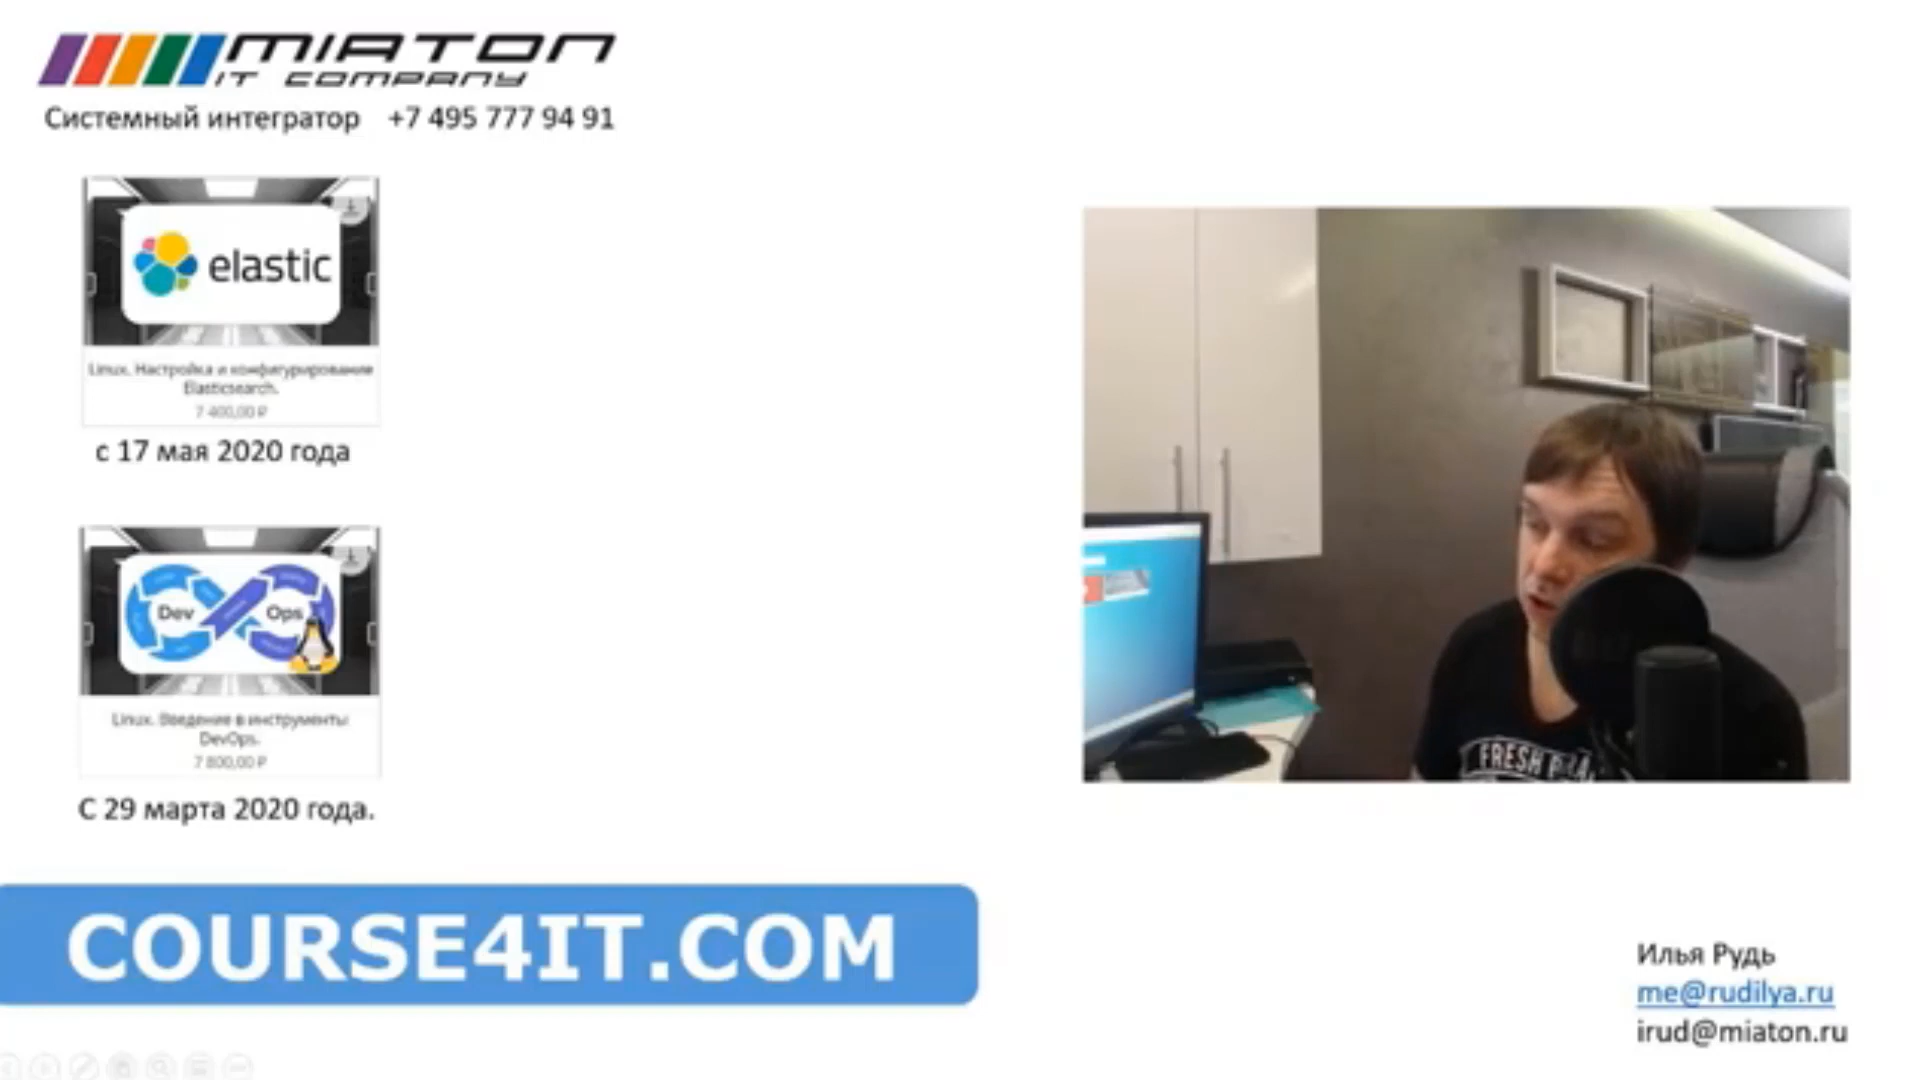 MIATON
IT COMPANY
Системный интегратор +7 495 777 94 91
elastic
Linux. Настройка и конфигурирование
Elasticsearch.
7 400,00 ₽
с 17 мая 2020 года
Dev Ops
Linux. Введение в инструменты
DevOps.
7 800,00 ₽
С 29 марта 2020 года.
FRESH
COURSE4IT.COM
Илья Рудь
me@rudilya.ru
irud@miaton.ru